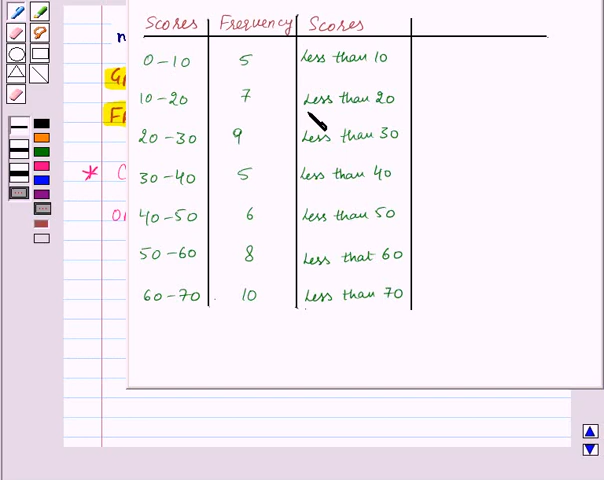 Scores Frequency Scores
0-10 5 Less than 10
10-20 7 Less than 20
20-30 9 Less than 30
30-40 5 Less than 40
40-50 6 Less than 50
50-60 8 Less that 60
60-70 10 Less than 70